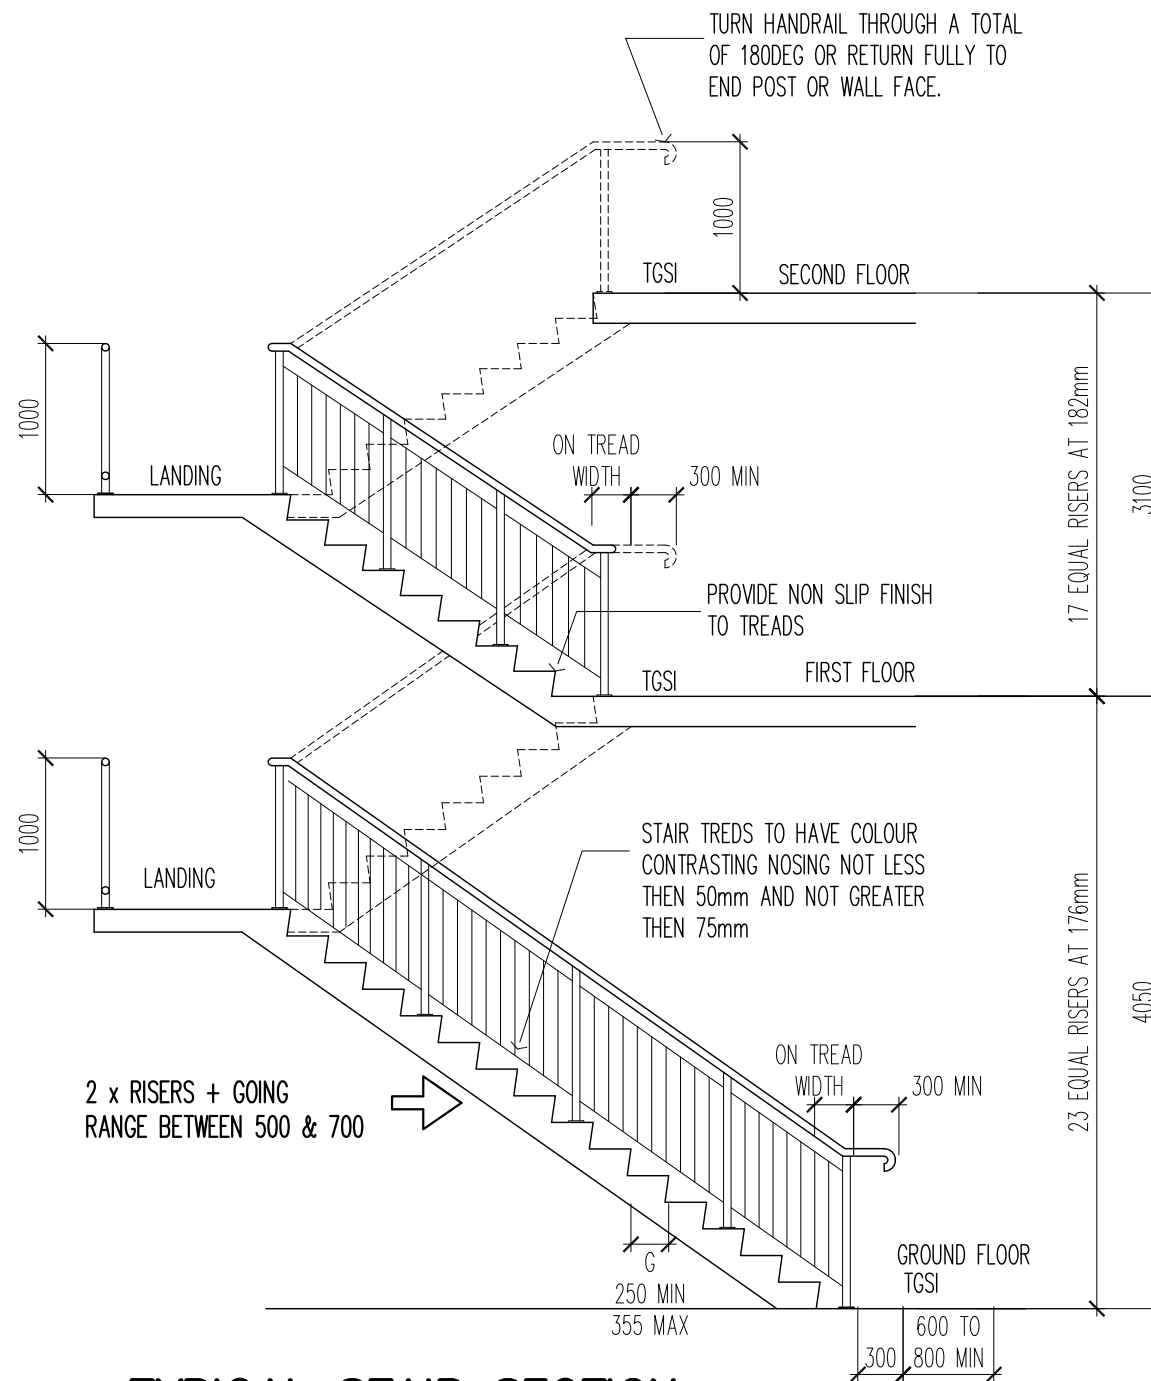 TURN HANDRAIL THROUGH A TOTAL
OF 180DEG OR RETURN FULLY TO
END POST OR WALL FACE.
1000
TGSI
SECOND FLOOR
1000
LANDING
ON TREAD
WIDTH
300 MIN
17 EQUAL RISERS AT 182mm
3100
PROVIDE NON SLIP FINISH
TO TREADS
TGSI
FIRST FLOOR
1000
LANDING
STAIR TREDS TO HAVE COLOUR
CONTRASTING NOSING NOT LESS
THEN 50mm AND NOT GREATER
THEN 75mm
23 EQUAL RISERS AT 176mm
4050
ON TREAD
WIDTH
300 MIN
2 x RISERS + GOING
RANGE BETWEEN 500 & 700
G
250 MIN
355 MAX
GROUND FLOOR
TGSI
600 TO
300
800 MIN
TYPICAL STAIR SECTION